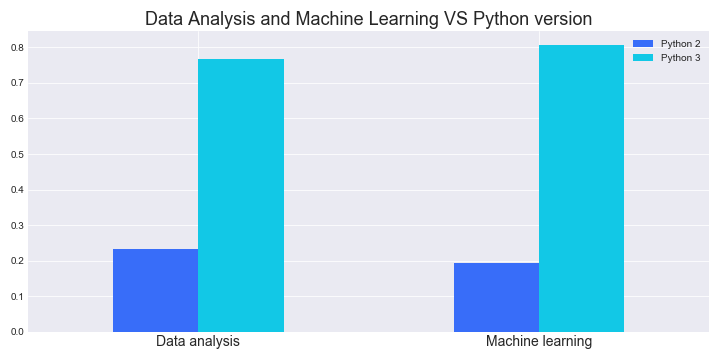 Data Analysis and Machine Learning VS Python version
Python 2
Python 3
0.8
0.7
0.6
0.5
0.4
0.3
0.2
0.1
0.0
Data analysis
Machine learning